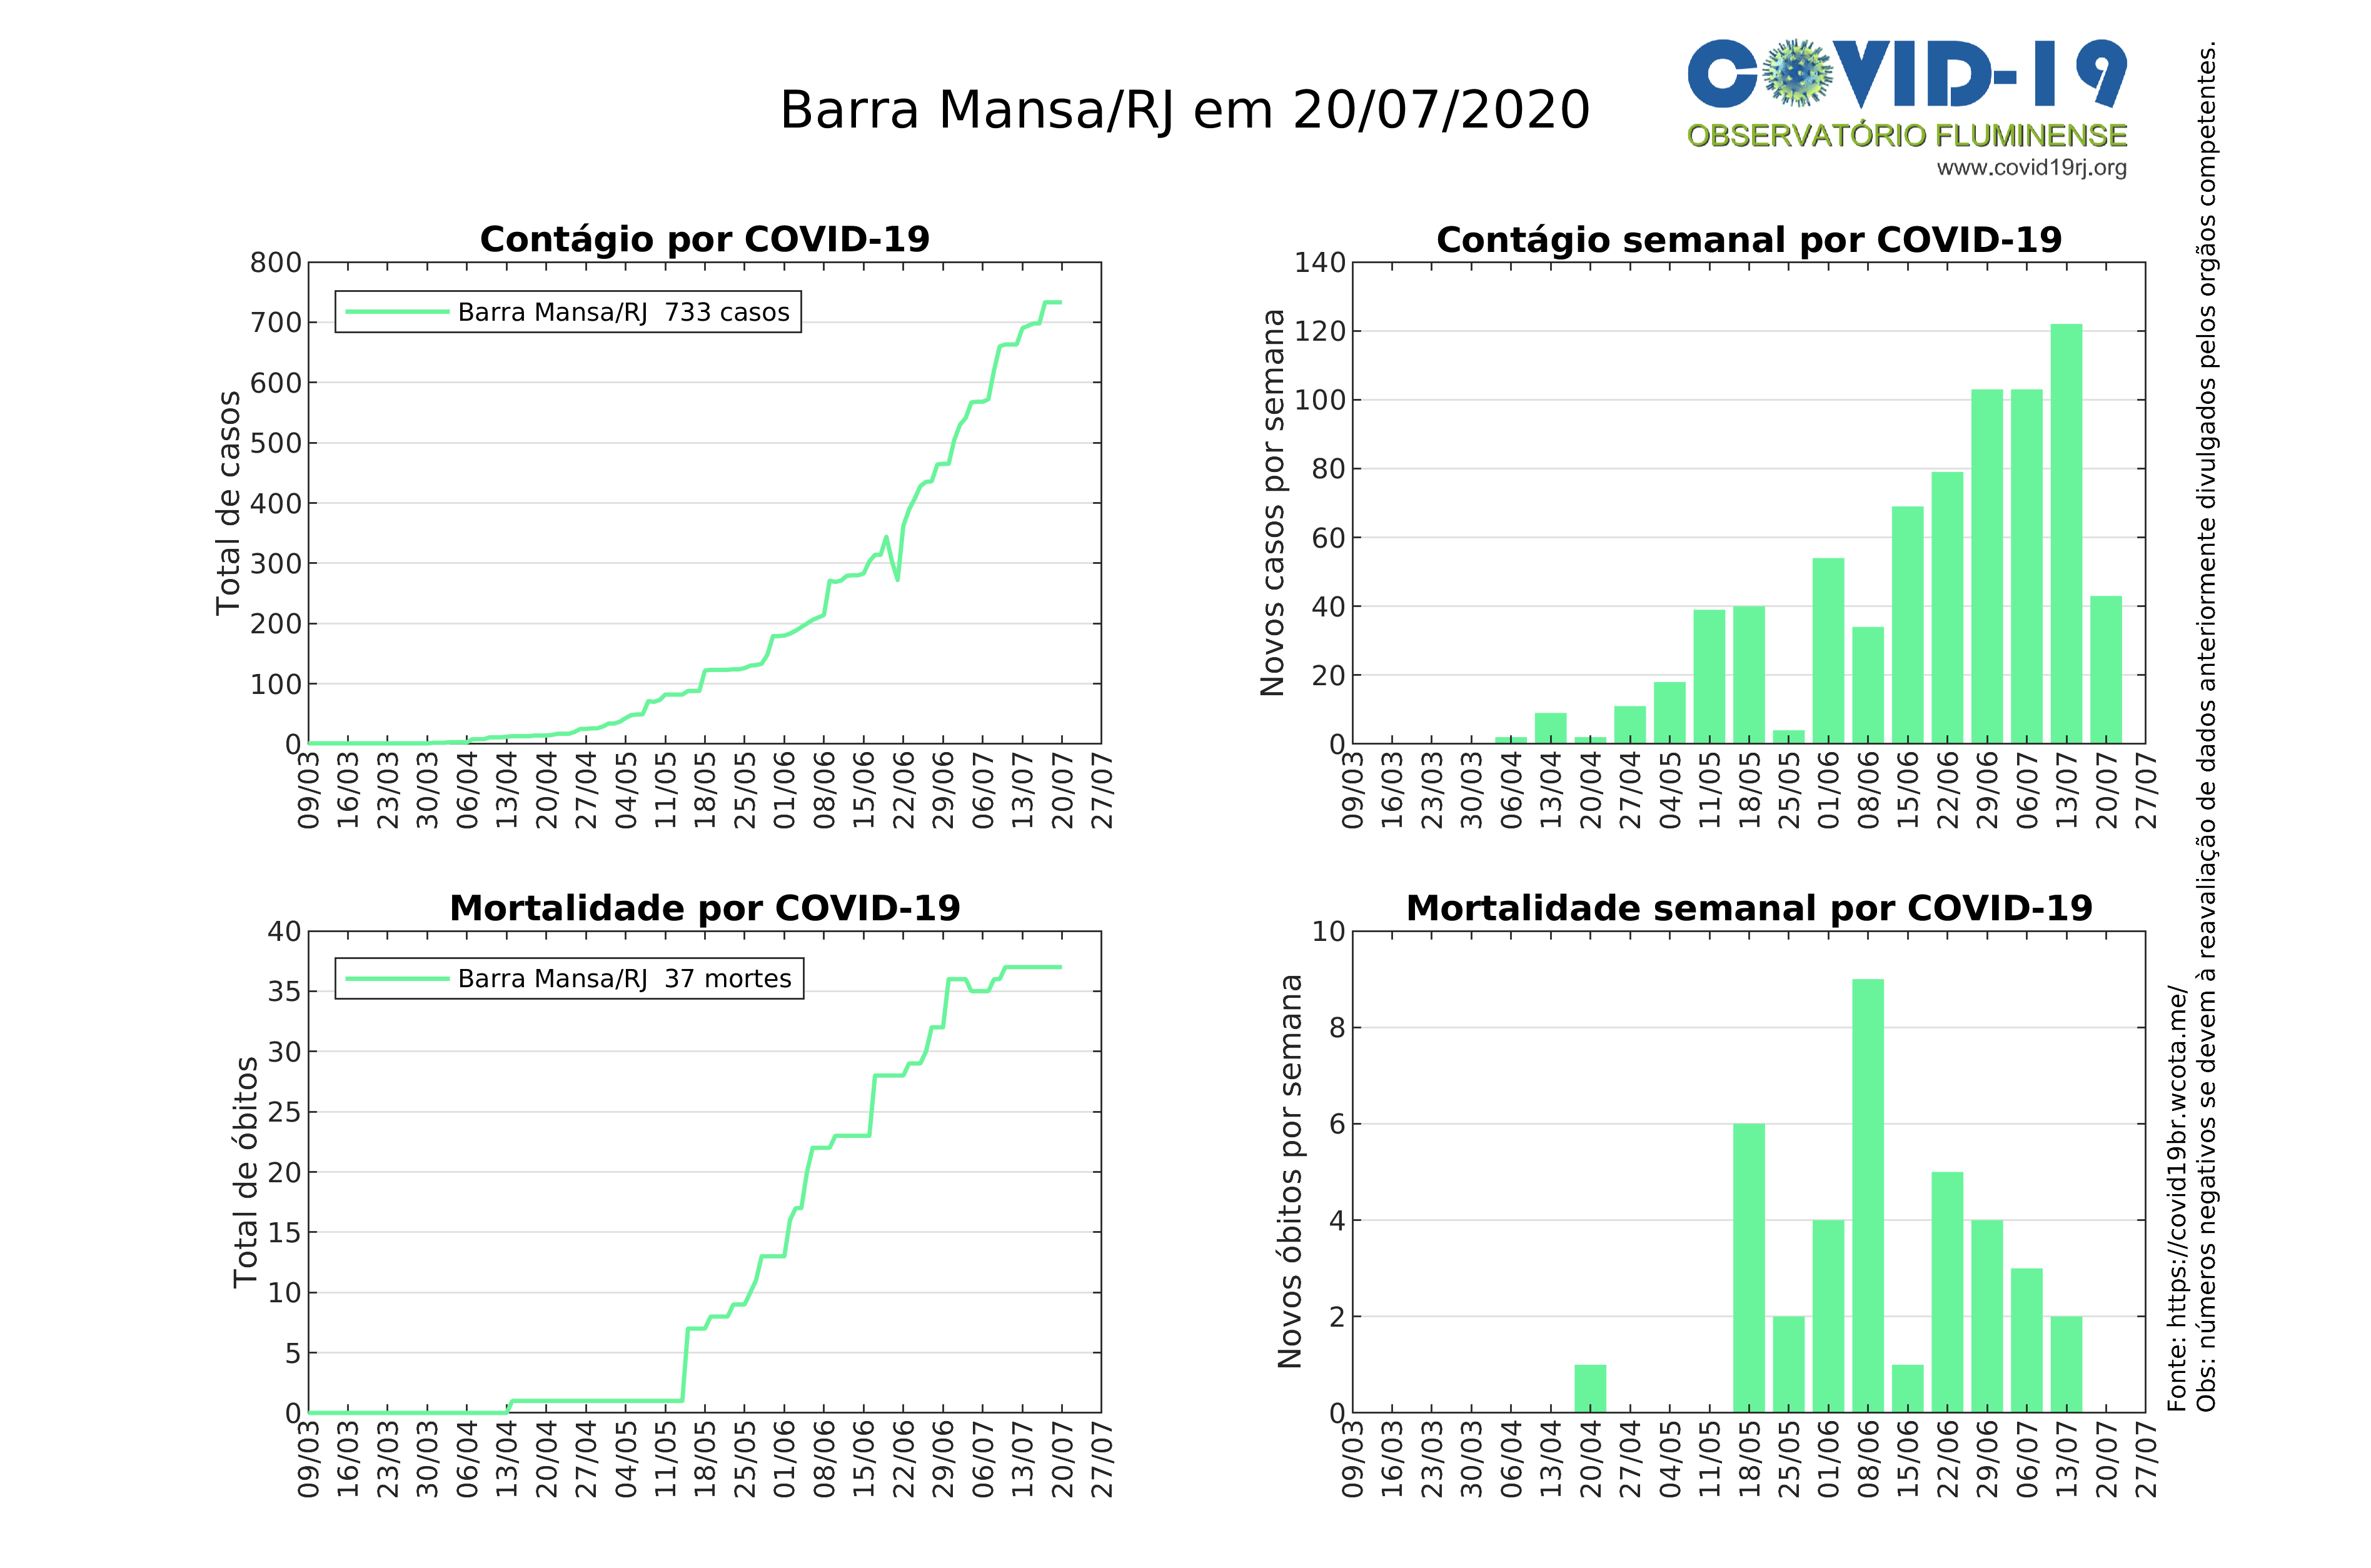 Barra Mansa/RJ em 20/07/2020
COVID-19
OBSERVATÓRIO FLUMINENSE
www.covid19rj.org
Contágio por COVID-19
Total de casos
800
700
600
500
400
300
200
100
0
Barra Mansa/RJ 733 casos
09/03 16/03 23/03 30/03 06/04 13/04 20/04 27/04 04/05 11/05 18/05 25/05 01/06 08/06 15/06 22/06 29/06 06/07 13/07 20/07 27/07
Contágio semanal por COVID-19
Novos casos por semana
140
120
100
80
60
40
20
0
09/03 16/03 23/03 30/03 06/04 13/04 20/04 27/04 04/05 11/05 18/05 25/05 01/06 08/06 15/06 22/06 29/06 06/07 13/07 20/07 27/07
Mortalidade por COVID-19
Total de óbitos
40
35
30
25
20
15
10
5
0
Barra Mansa/RJ 37 mortes
09/03 16/03 23/03 30/03 06/04 13/04 20/04 27/04 04/05 11/05 18/05 25/05 01/06 08/06 15/06 22/06 29/06 06/07 13/07 20/07 27/07
Mortalidade semanal por COVID-19
Novos óbitos por semana
10
8
6
4
2
0
09/03 16/03 23/03 30/03 06/04 13/04 20/04 27/04 04/05 11/05 18/05 25/05 01/06 08/06 15/06 22/06 29/06 06/07 13/07 20/07 27/07
Fonte: https://covid19br.wcota.me/
Obs: números negativos se devem à reavaliação de dados anteriormente divulgados pelos orgãos competentes.